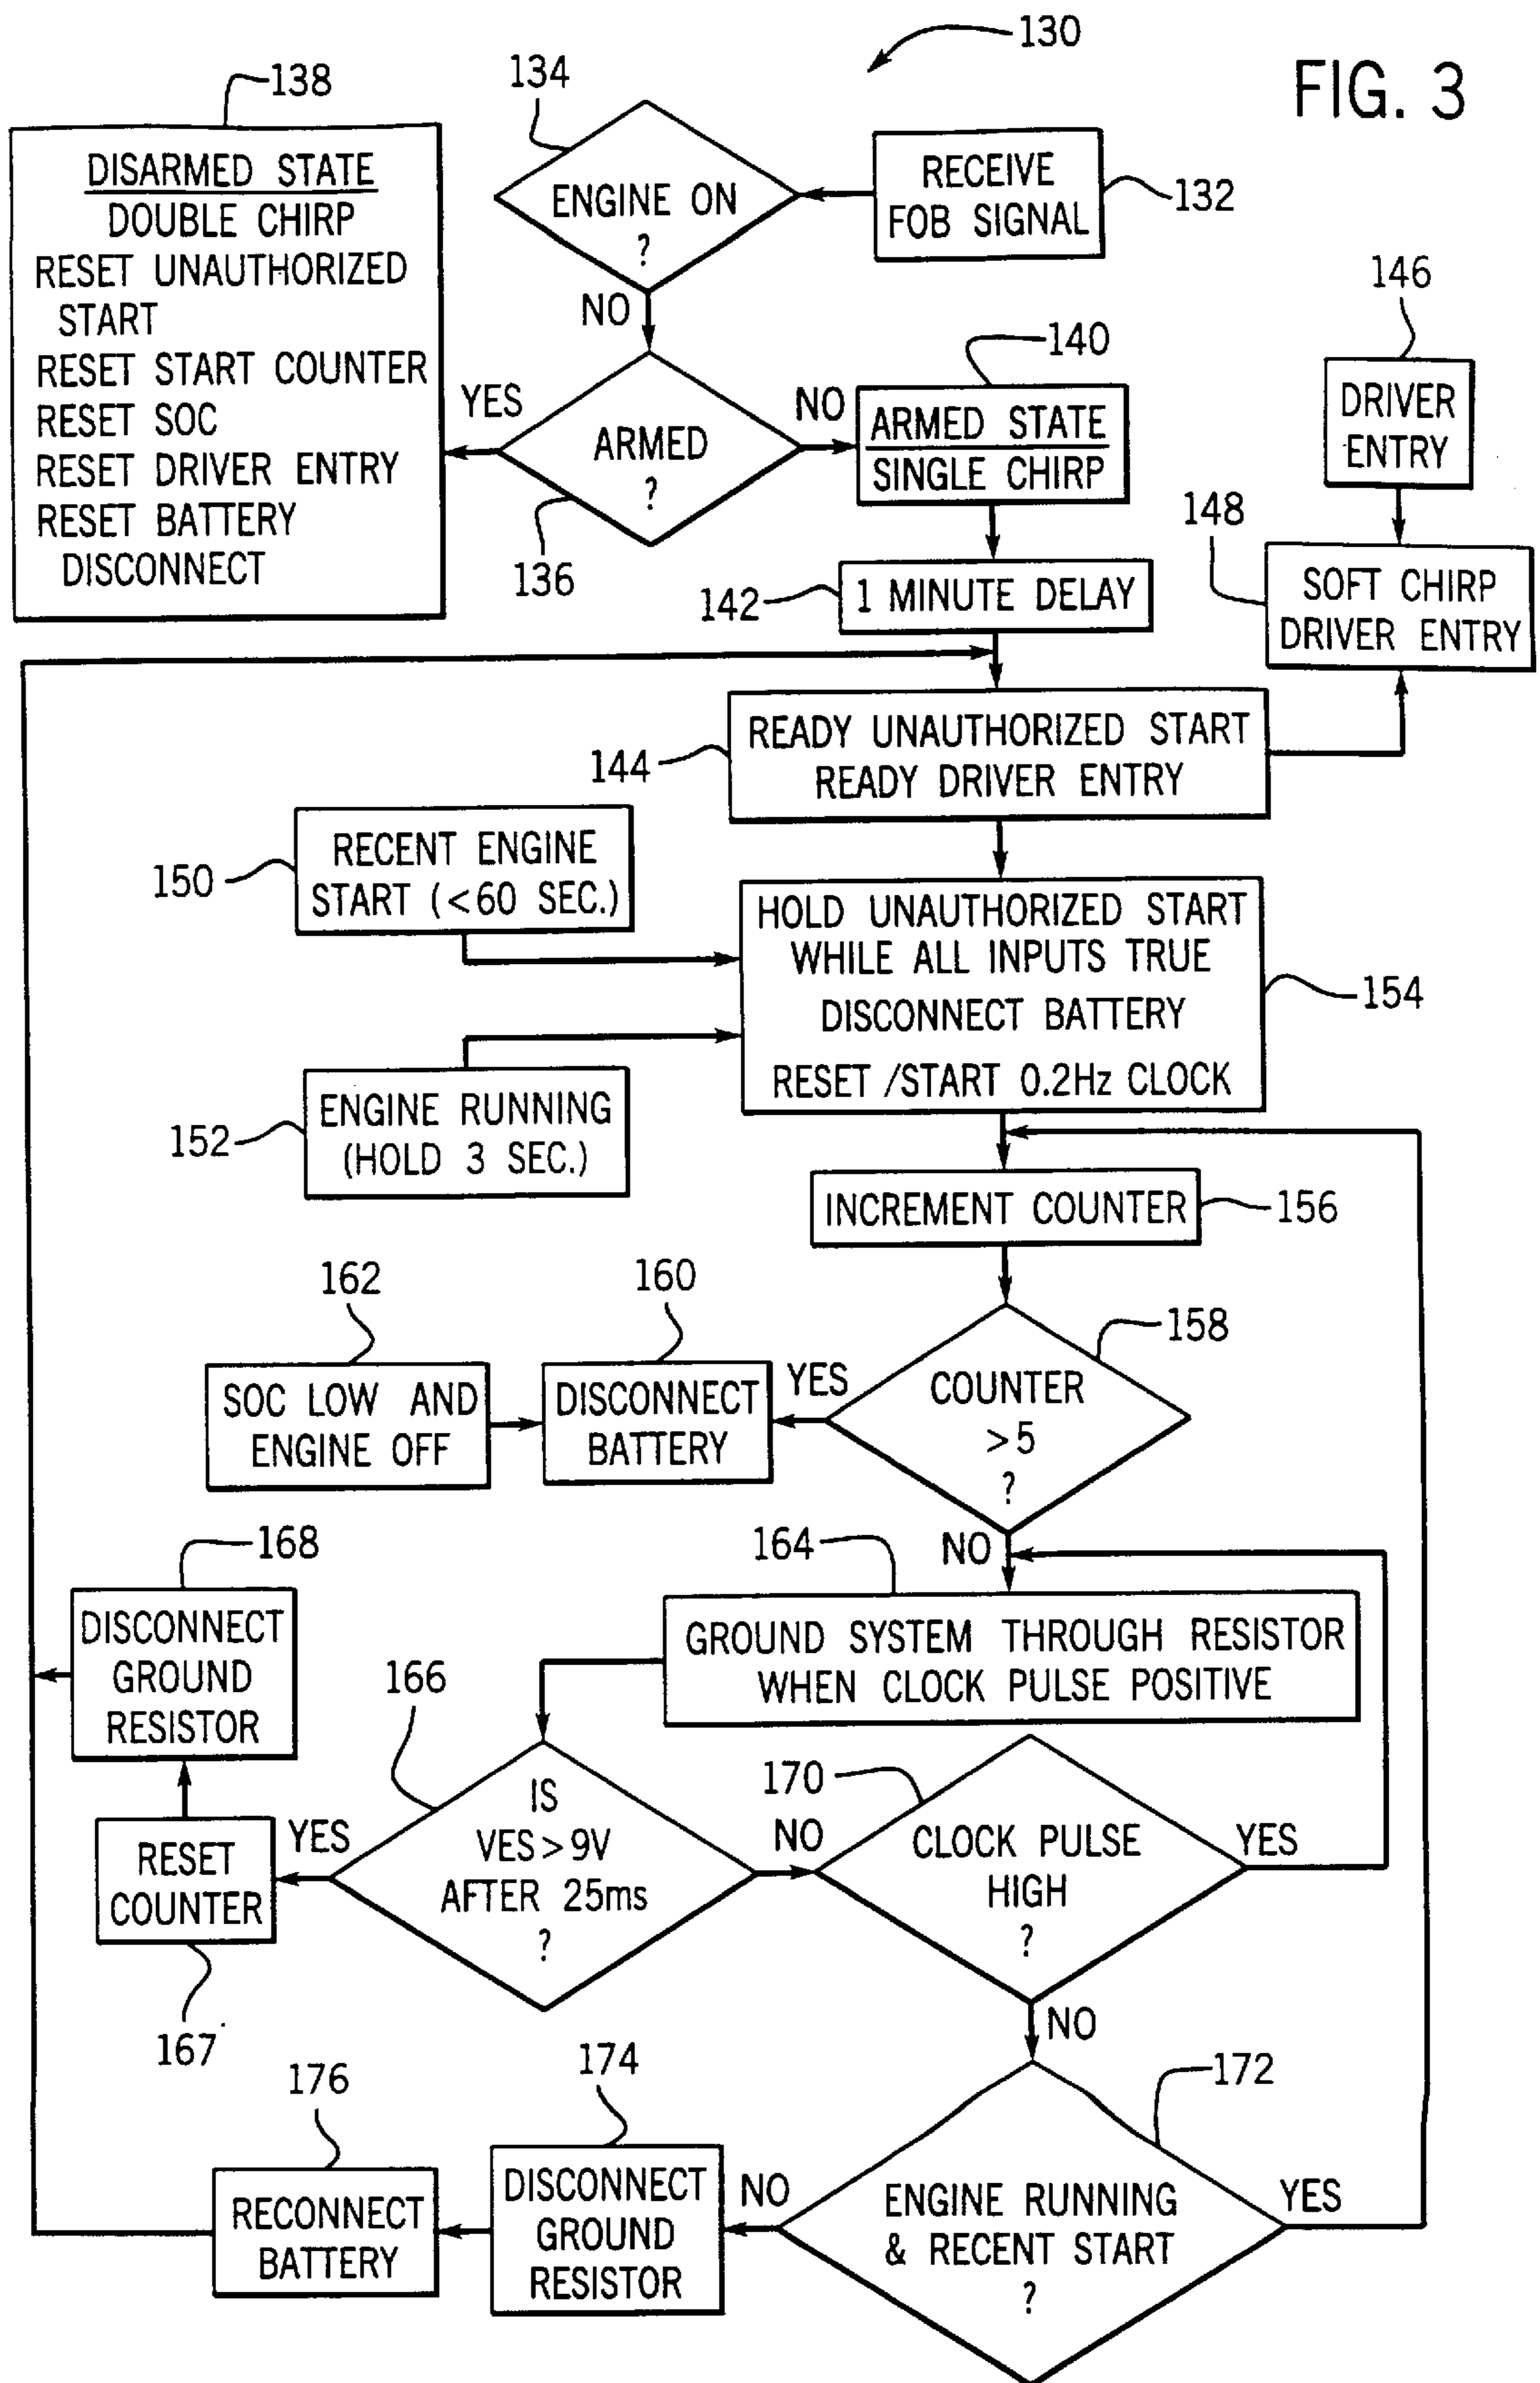 130
FIG. 3
134
138
ENGINE ON
?
RECEIVE
FOB SIGNAL
132
DISARMED STATE
DOUBLE CHIRP
RESET UNAUTHORIZED
START
RESET START COUNTER
RESET SOC
RESET DRIVER ENTRY
RESET BATTERY
DISCONNECT
NO
YES
ARMED
?
136
NO
140
ARMED STATE
SINGLE CHIRP
146
DRIVER
ENTRY
148
SOFT CHIRP
DRIVER ENTRY
142
1 MINUTE DELAY
144
READY UNAUTHORIZED START
READY DRIVER ENTRY
150
RECENT ENGINE
START (<60 SEC.)
HOLD UNAUTHORIZED START
WHILE ALL INPUTS TRUE
DISCONNECT BATTERY
RESET /START 0.2Hz CLOCK
154
152
ENGINE RUNNING
(HOLD 3 SEC.)
INCREMENT COUNTER
156
162
160
158
SOC LOW AND
ENGINE OFF
DISCONNECT
BATTERY
YES
COUNTER
>5
?
NO
164
168
DISCONNECT
GROUND
RESISTOR
GROUND SYSTEM THROUGH RESISTOR
WHEN CLOCK PULSE POSITIVE
166
170
IS
VES>9V
AFTER 25ms
?
YES
RESET
COUNTER
167
NO
CLOCK PULSE
HIGH
?
YES
NO
172
174
176
RECONNECT
BATTERY
DISCONNECT
GROUND
RESISTOR
NO
ENGINE RUNNING
& RECENT START
?
YES